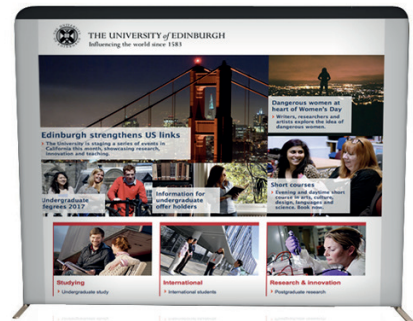 THE UNIVERSITY of EDINBURGH
Influencing the world since 1583
Edinburgh strengthens US links
The University is staging a series of events in
California this month, showcasing research,
innovation and teaching.
Dangerous women at
heart of Women's Day
Writers, researchers and
artists explore the idea of
dangerous women.
Undergraduate
degrees 2017
Information for
undergraduate
offer holders
Short courses
Evening and daytime short
course in arts, culture,
design, languages and
science. Book now.
Studying
Undergraduate study
International
International students
Research & Innovation
Postgraduate research